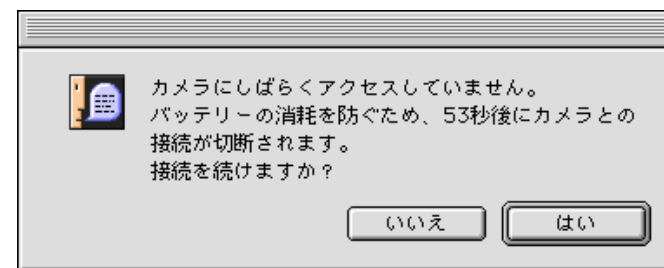 カメラにしばらくアクセスしていません。
バッテリーの消耗を防ぐため、53秒後にカメラとの
接続が切断されます。
接続を続けますか？
いいえ
はい